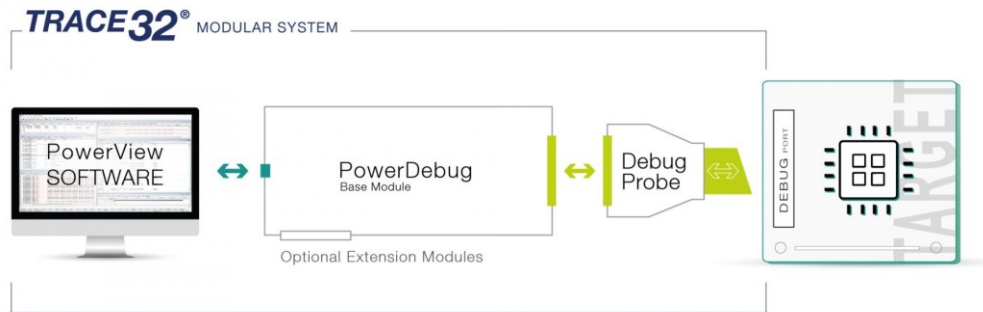 TRACE32® MODULAR SYSTEM
PowerView
SOFTWARE
PowerDebug
Base Module
Optional Extension Modules
Debug
Probe
DEBUG PORT
TARGET